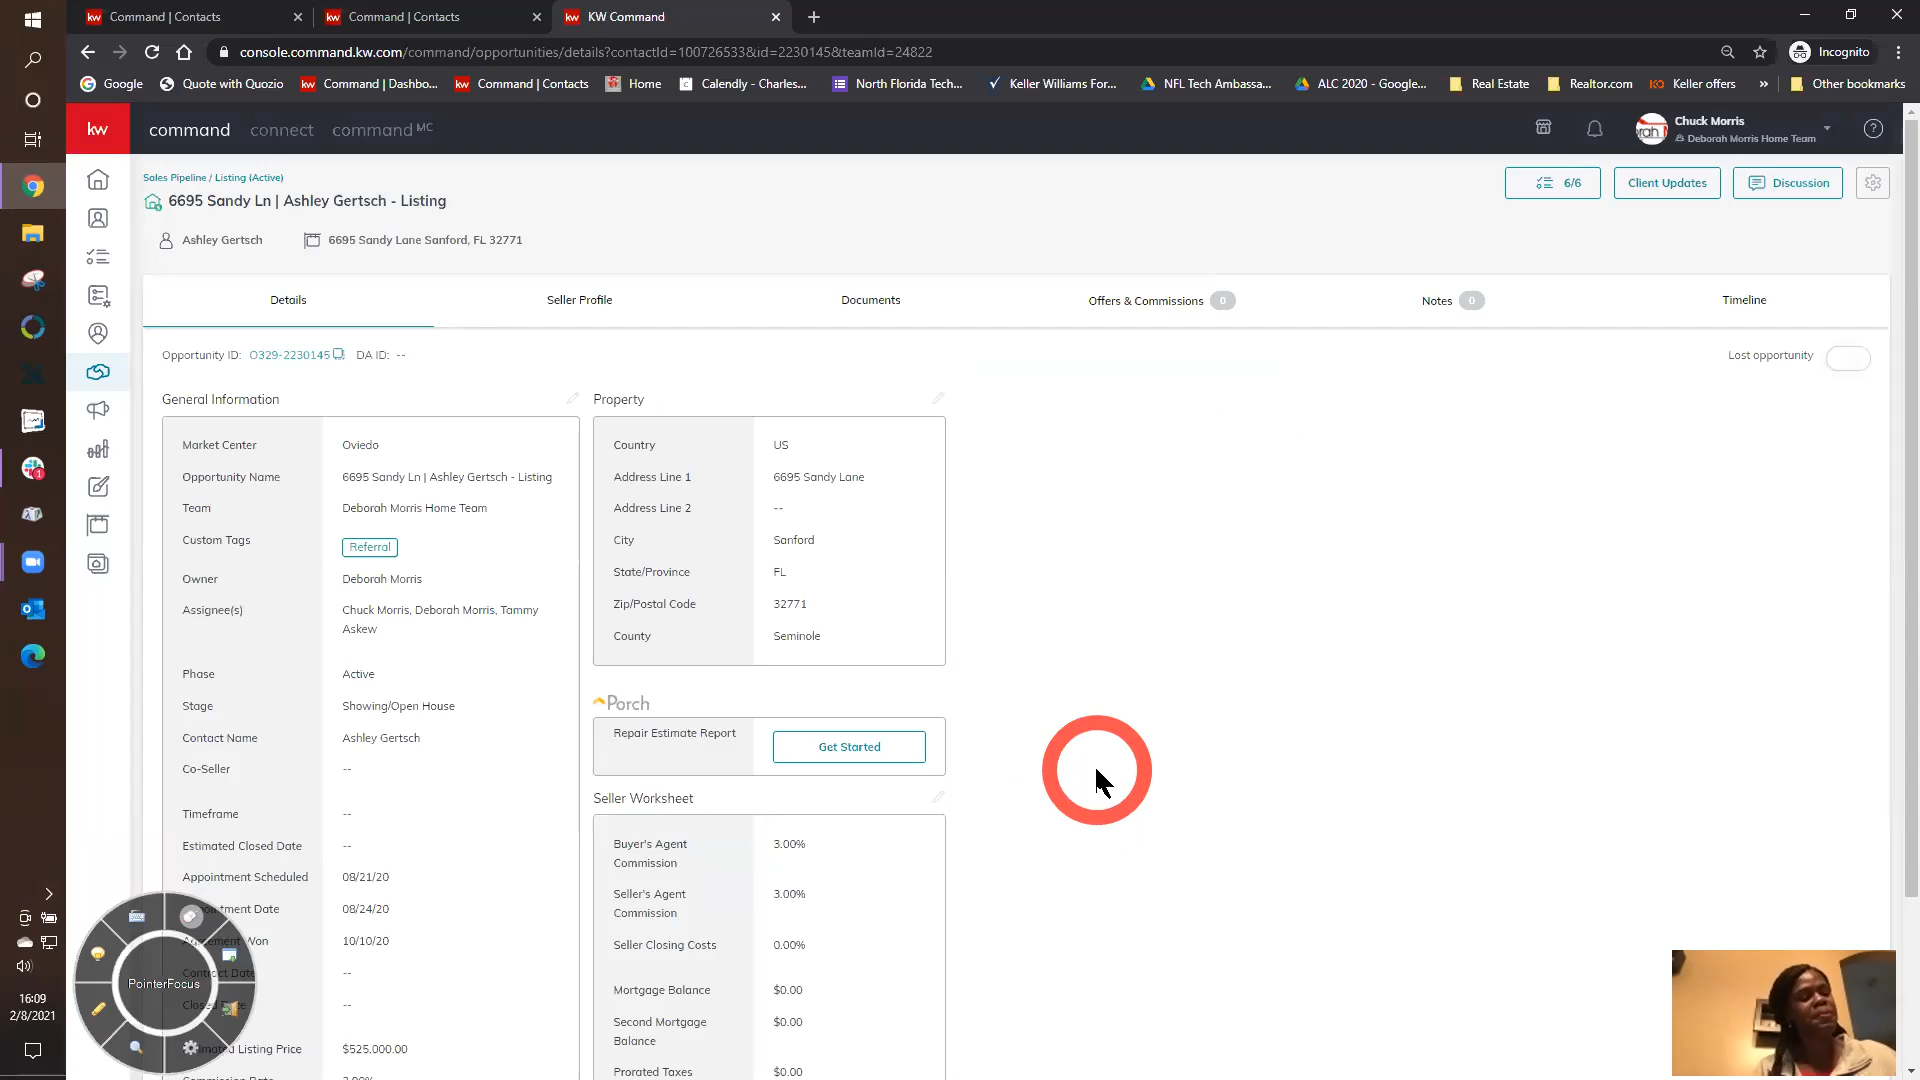 Command | Contacts
Command | Contacts
KW Command
console.command.kw.com/command/opportunities/details?contactId=100726533&id=2230145&teamId=24822
Incognito
Google
Quote with Quozio
Command | Dashbo...
Command | Contacts
Home
Calendly - Charles...
North Florida Tech...
Keller Williams For...
NFL Tech Ambassa...
ALC 2020 - Google...
Real Estate
Realtor.com
Keller offers
»
Other bookmarks
kw
command
connect
command MC
Chuck Morris
Deborah Morris Home Team
Sales Pipeline / Listing (Active)
6695 Sandy Ln | Ashley Gertsch - Listing
6/6
Client Updates
Discussion
Ashley Gertsch
6695 Sandy Lane Sanford, FL 32771
Details
Seller Profile
Documents
Offers & Commissions 0
Notes 0
Timeline
Opportunity ID: O329-2230145 DA ID: --
Lost opportunity
General Information
Market Center Oviedo
Opportunity Name 6695 Sandy Ln | Ashley Gertsch - Listing
Team Deborah Morris Home Team
Custom Tags Referral
Owner Deborah Morris
Assignee(s) Chuck Morris, Deborah Morris, Tammy
Askew
Phase Active
Stage Showing/Open House
Contact Name Ashley Gertsch
Co-Seller --
Timeframe --
Estimated Closed Date --
Appointment Scheduled 08/21/20
Date 08/24/20
Won 10/10/20
Contract Date --
--
Listing Price $525,000.00
Property
Country US
Address Line 1 6695 Sandy Lane
Address Line 2 --
City Sanford
State/Province FL
Zip/Postal Code 32771
County Seminole
Porch
Repair Estimate Report Get Started
Seller Worksheet
Buyer's Agent
Commission 3.00%
Seller's Agent
Commission 3.00%
Seller Closing Costs 0.00%
Mortgage Balance $0.00
Second Mortgage
Balance $0.00
Prorated Taxes $0.00
PointerFocus
16:09
2/8/2021